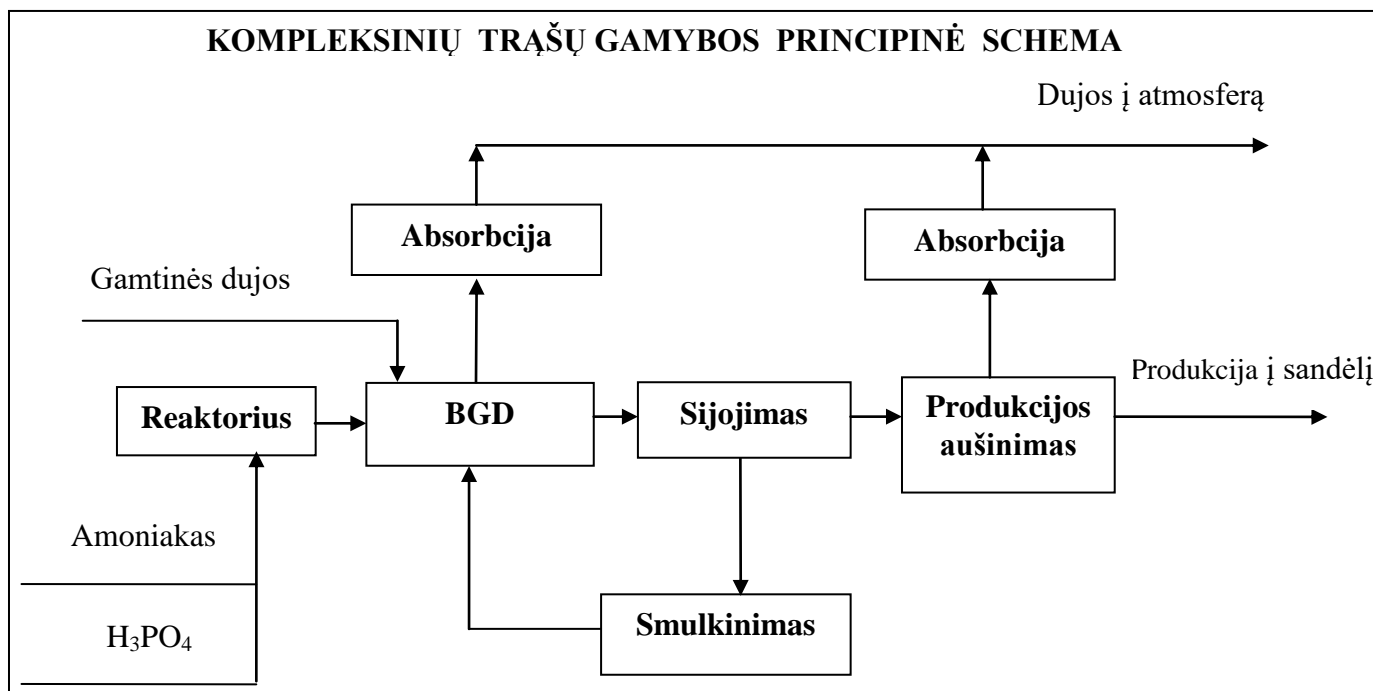 KOMPLEKSINIŲ TRĄŠŲ GAMYBOS PRINCIPINĖ SCHEMA
Dujos į atmosferą
Absorbcija
Absorbcija
Gamtinės dujos
Produkcija į sandėlį
Reaktorius
BGD
Sijojimas
Produkcijos
aušinimas
Amoniakas
H₃PO₄
Smulkinimas